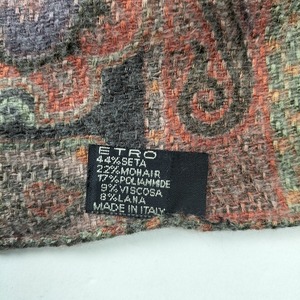 ETRO
44%SETA
22%MOHAIR
17%POLIAMMIDE
9%VISCOSA
8%LANA
MADE IN ITALY